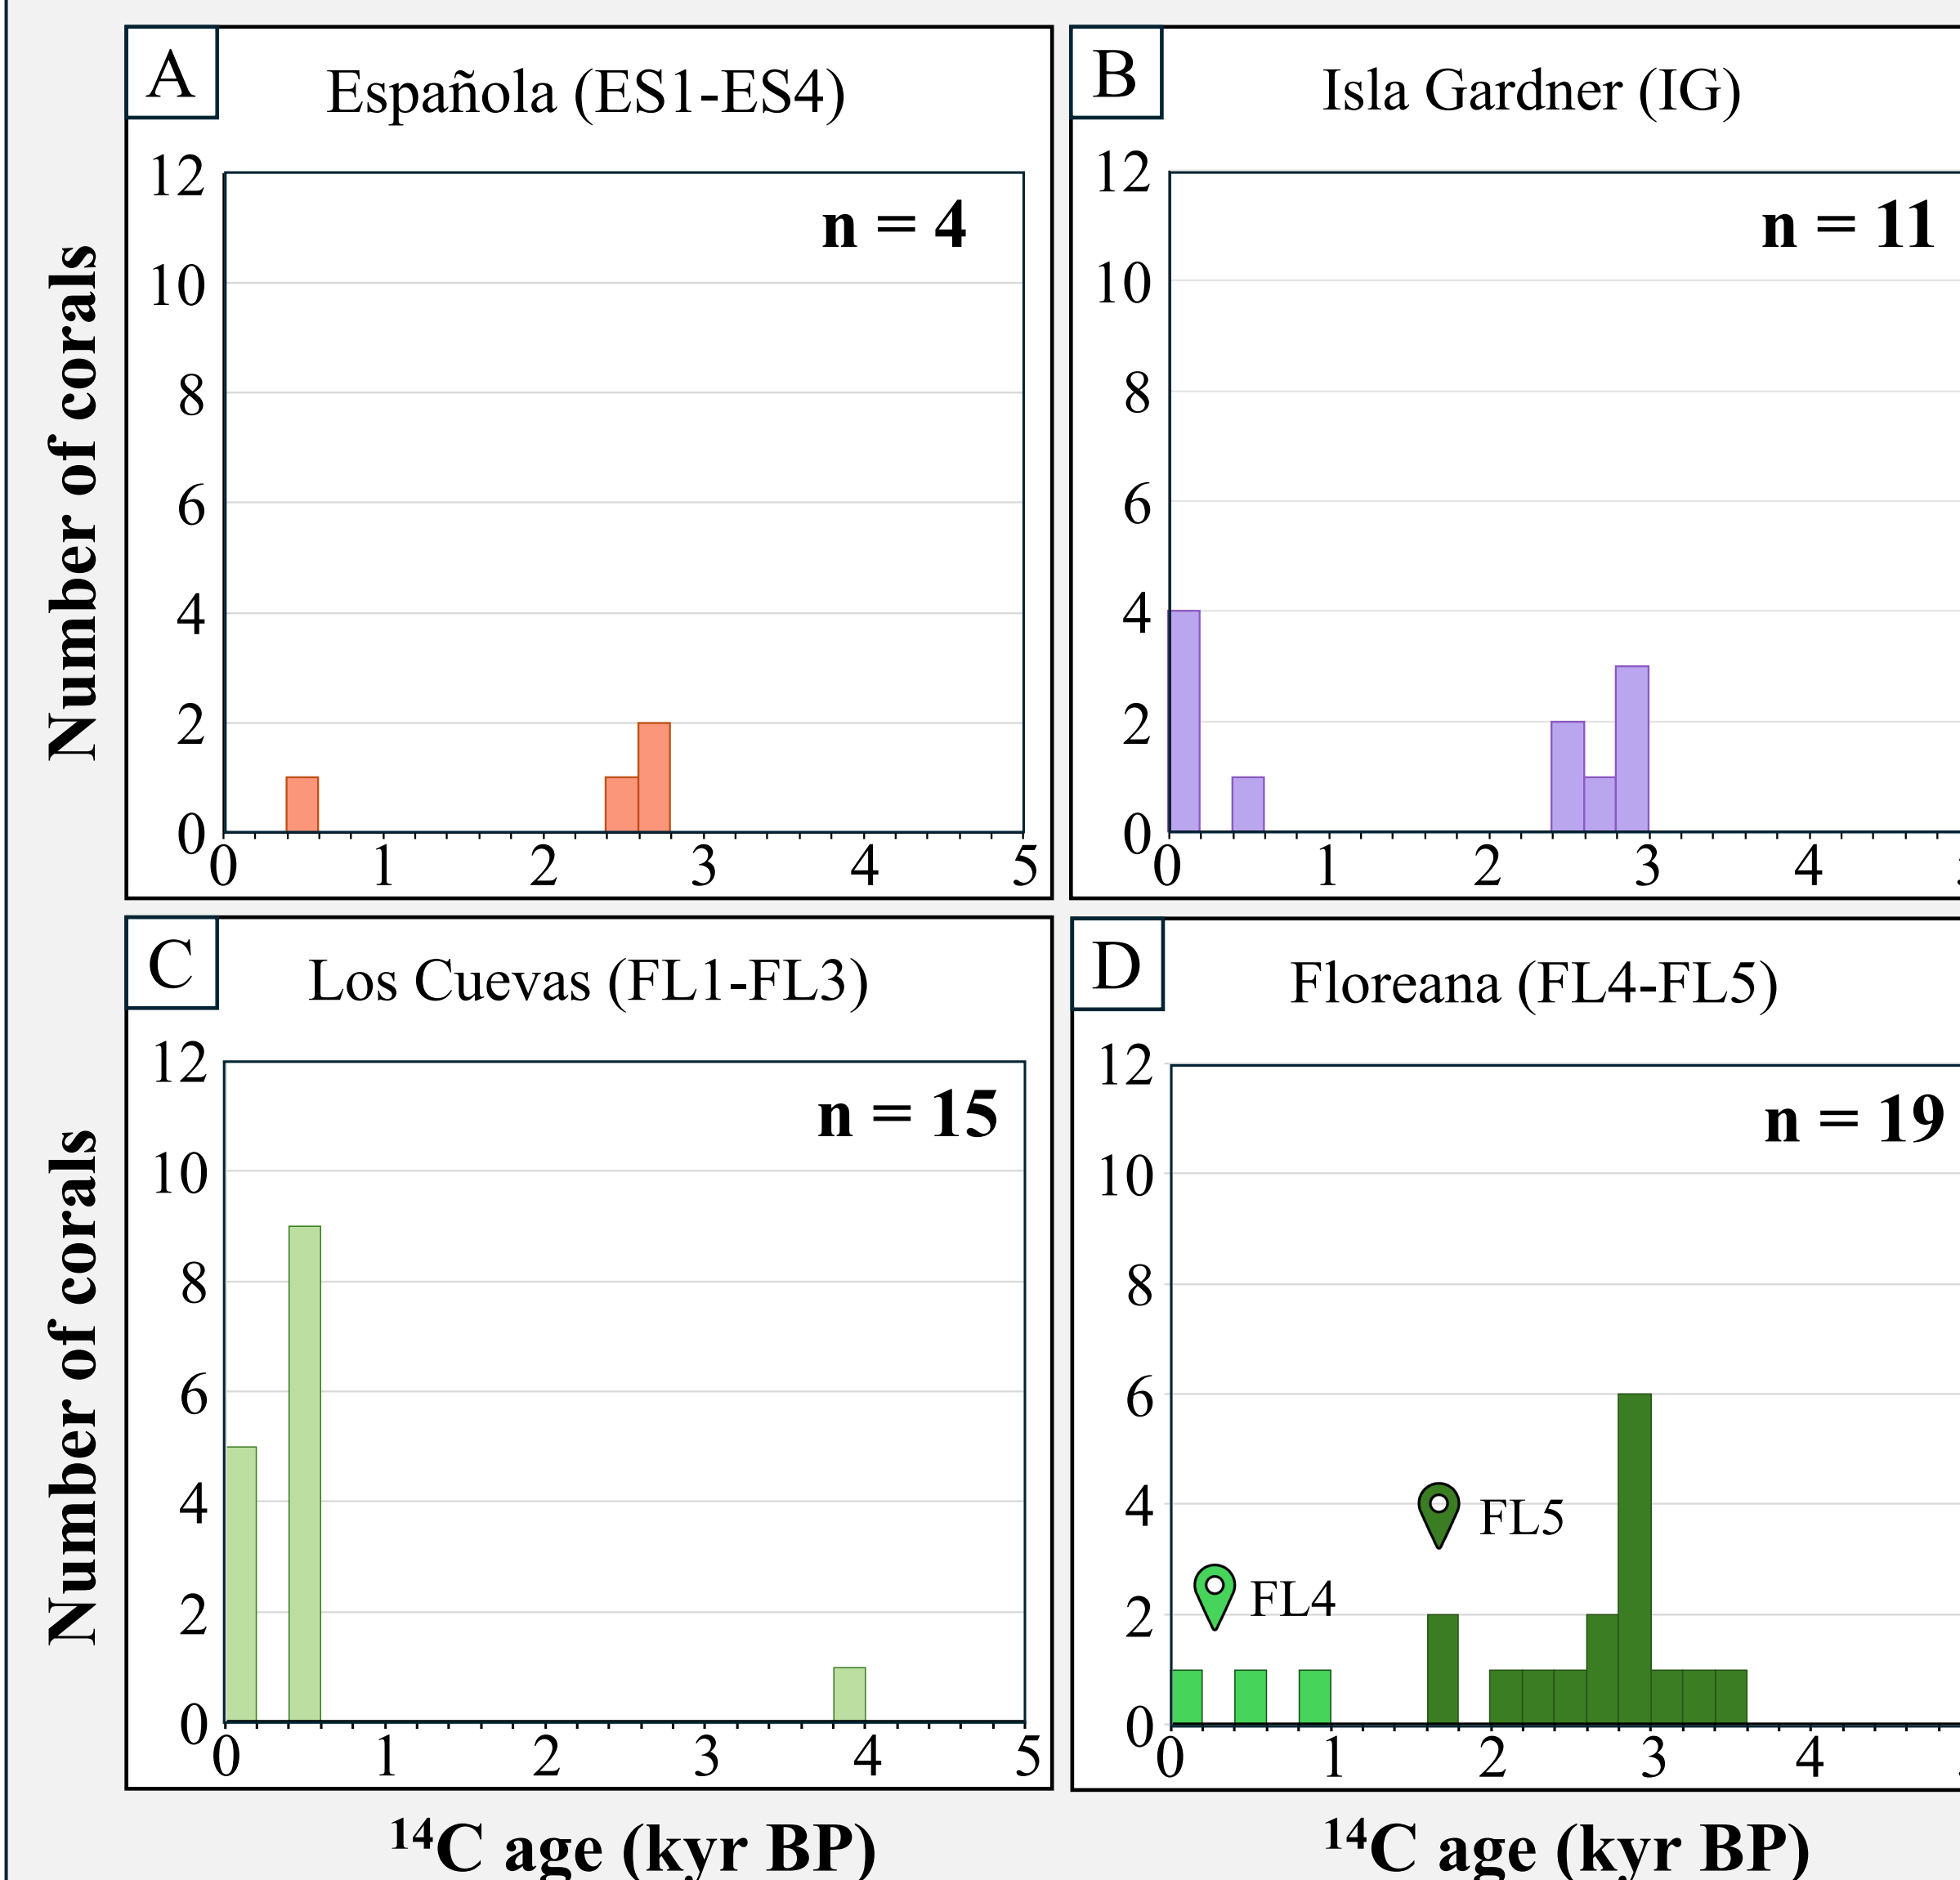 A
Española (ES1-ES4)
n = 4
Number of corals
12
10
8
6
4
2
0
0 1 2 3 4 5
B
Isla Gardner (IG)
n = 11
12
10
8
6
4
2
0
0 1 2 3 4
C
Los Cuevas (FL1-FL3)
n = 15
Number of corals
12
10
8
6
4
2
0
0 1 2 3 4 5
¹⁴C age (kyr BP)
D
Floreana (FL4-FL5)
n = 19
12
10
8
6
4
2
0
FL5
FL4
0 1 2 3 4
¹⁴C age (kyr BP)